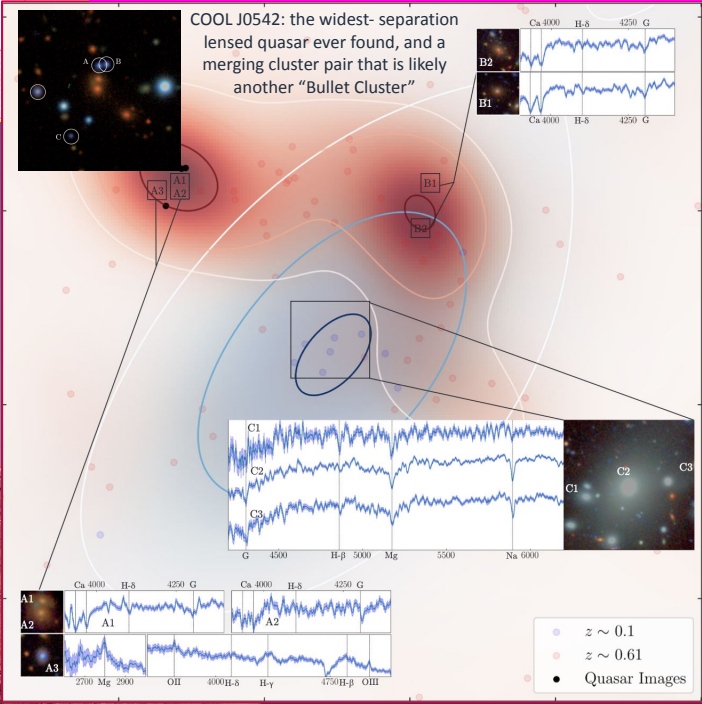 COOL J0542: the widest- separation
lensed quasar ever found, and a
merging cluster pair that is likely
another “Bullet Cluster”
A
B
C
Ca 4000 H-δ 4250 G
B2
B1
Ca 4000 H-δ 4250 G
A3
A1
A2
B1
B2
C1
C2
C3
G 4500 H-β 5000 Mg 5500 Na 6000
C1
C2
C3
Ca 4000 H-δ 4250 G
Ca 4000 H-δ 4250 G
A1
A2
A1
A2
A3
2700 Mg 2900 OII 4000 H-δ H-γ 4750 H-β OIII
z ∼ 0.1
z ∼ 0.61
Quasar Images